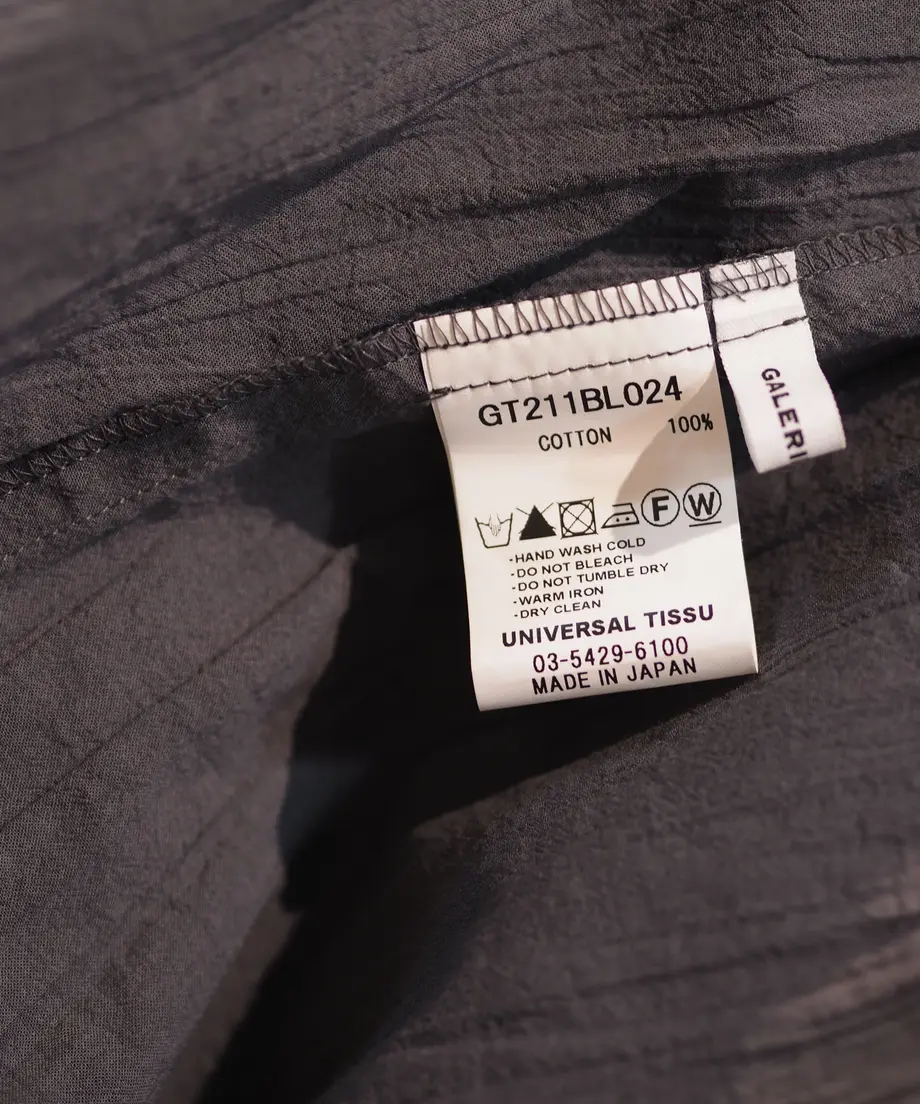 GT211BL024
COTTON 100%
F W
-HAND WASH COLD
-DO NOT BLEACH
-DO NOT TUMBLE DRY
-WARM IRON
-DRY CLEAN
UNIVERSAL TISSU
03-5429-6100
MADE IN JAPAN
GALERI